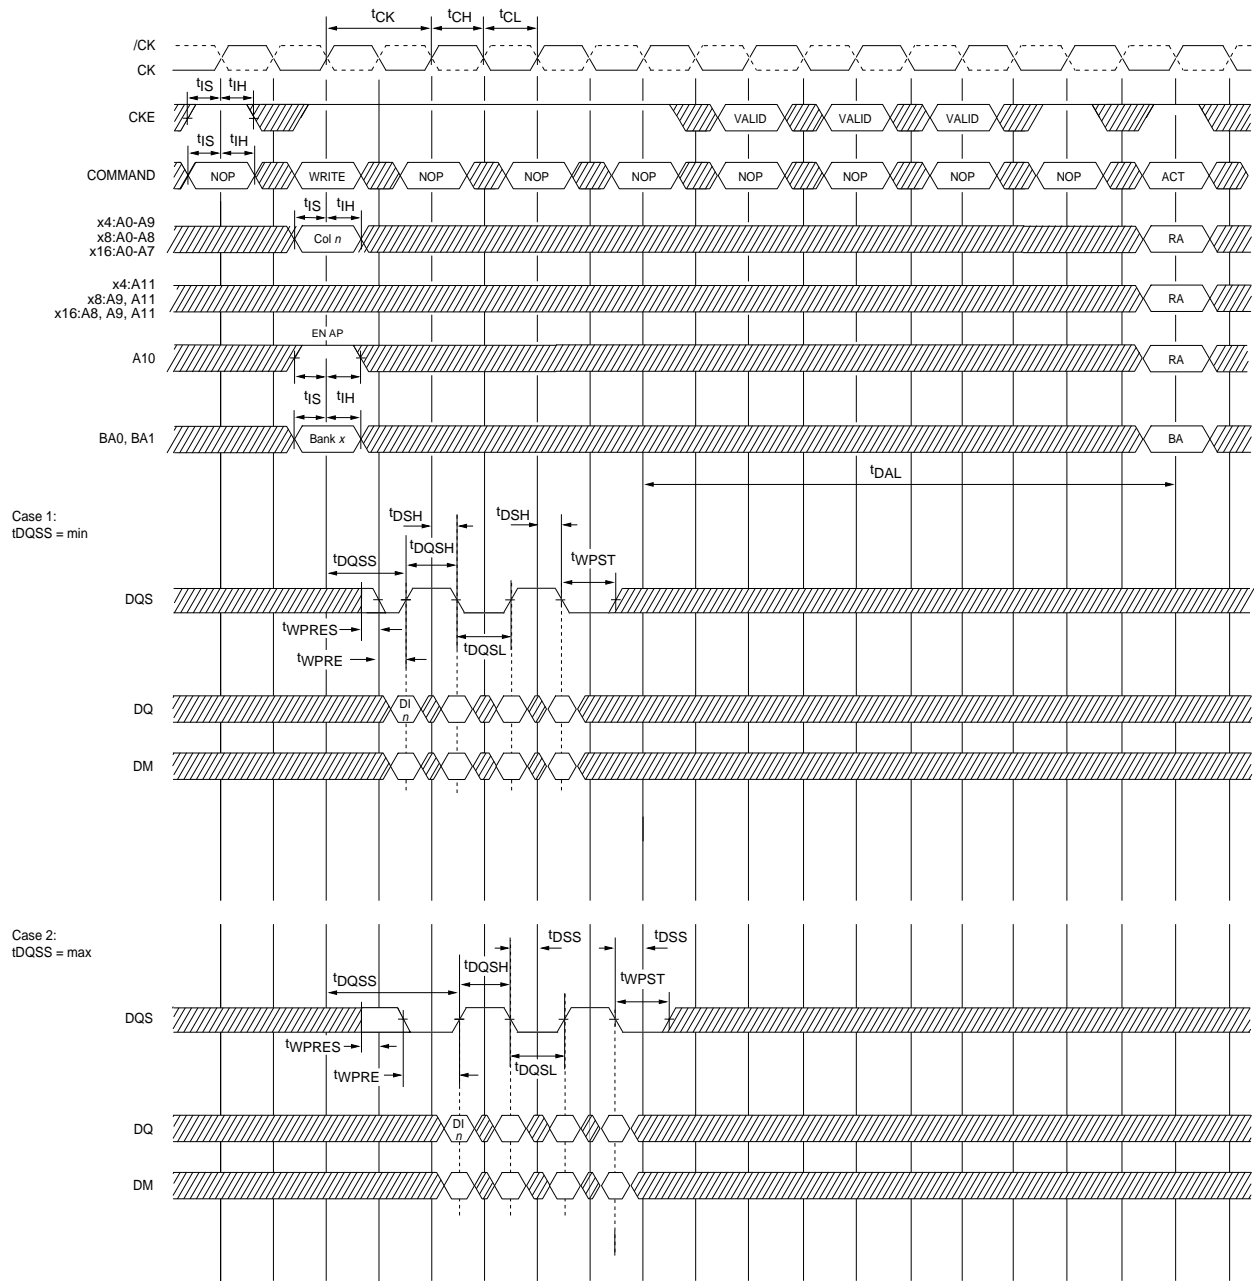 tCK tCH tCL
/CK
CK
tIS tIH
CKE VALID VALID VALID
tIS tIH
COMMAND NOP WRITE NOP NOP NOP NOP NOP NOP NOP ACT
tIS tIH
x4:A0-A9
x8:A0-A8
x16:A0-A7
Col n RA
x4:A11
x8:A9, A11
x16:A8, A9, A11
RA
EN AP
A10 RA
tIS tIH
BA0, BA1 Bank x BA
tDAL
Case 1:
tDQSS = min
tDSH tDSH
tDQSS tDQSH tWPST
DQS
tWPRES
tDQSL
tWPRE
DQ DI
n
DM
Case 2:
tDQSS = max
tDSS tDSS
tDQSS tDQSH tWPST
DQS
tWPRES
tDQSL
tWPRE
DQ DI
n
DM